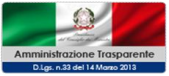 Amministrazione Trasparente
D.Lgs. n.33 del 14 Marzo 2013